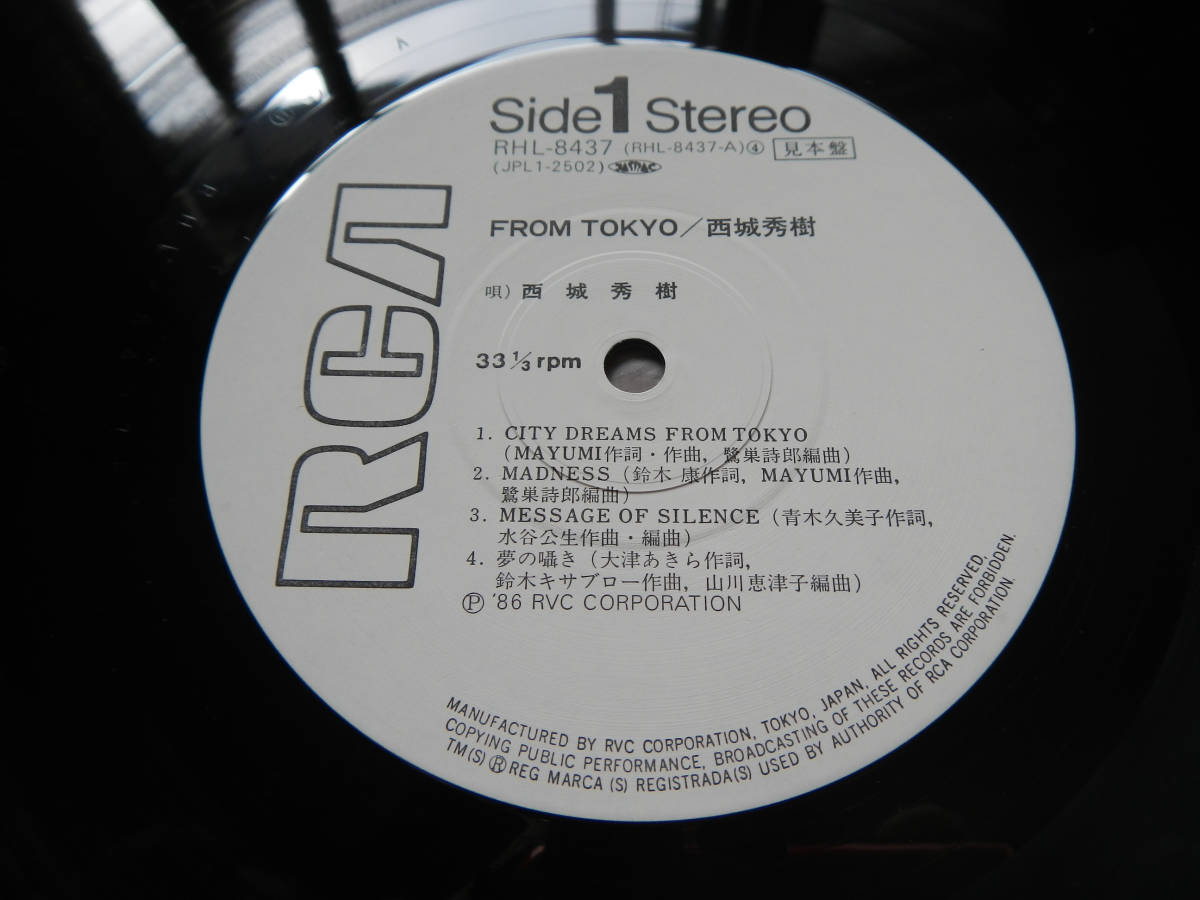 Side 1 Stereo
RHL-8437 (RHL-8437-A)④ 見本盤
(JPL1-2502) JASRAC
RCA
FROM TOKYO/西城秀樹
唄) 西城秀樹
33 1/3 rpm
1. CITY DREAMS FROM TOKYO
(MAYUMI作詞・作曲, 鷺巣詩郎編曲)
2. MADNESS (鈴木 康作詞, MAYUMI作曲,
鷺巣詩郎編曲)
3. MESSAGE OF SILENCE (青木久美子作詞,
水谷公生作曲・編曲)
4. 夢の囁き (大津あきら作詞,
鈴木キサブロー作曲, 山川恵津子編曲)
Ⓟ '86 RVC CORPORATION
MANUFACTURED BY RVC CORPORATION, TOKYO, JAPAN, ALL RIGHTS RESERVED,
COPYING PUBLIC PERFORMANCE, BROADCASTING OF THESE RECORDS ARE FORBIDDEN.
TM(S) ® REG MARCA (S) REGISTRADA(S) USED BY AUTHORITY OF RCA CORPORATION.